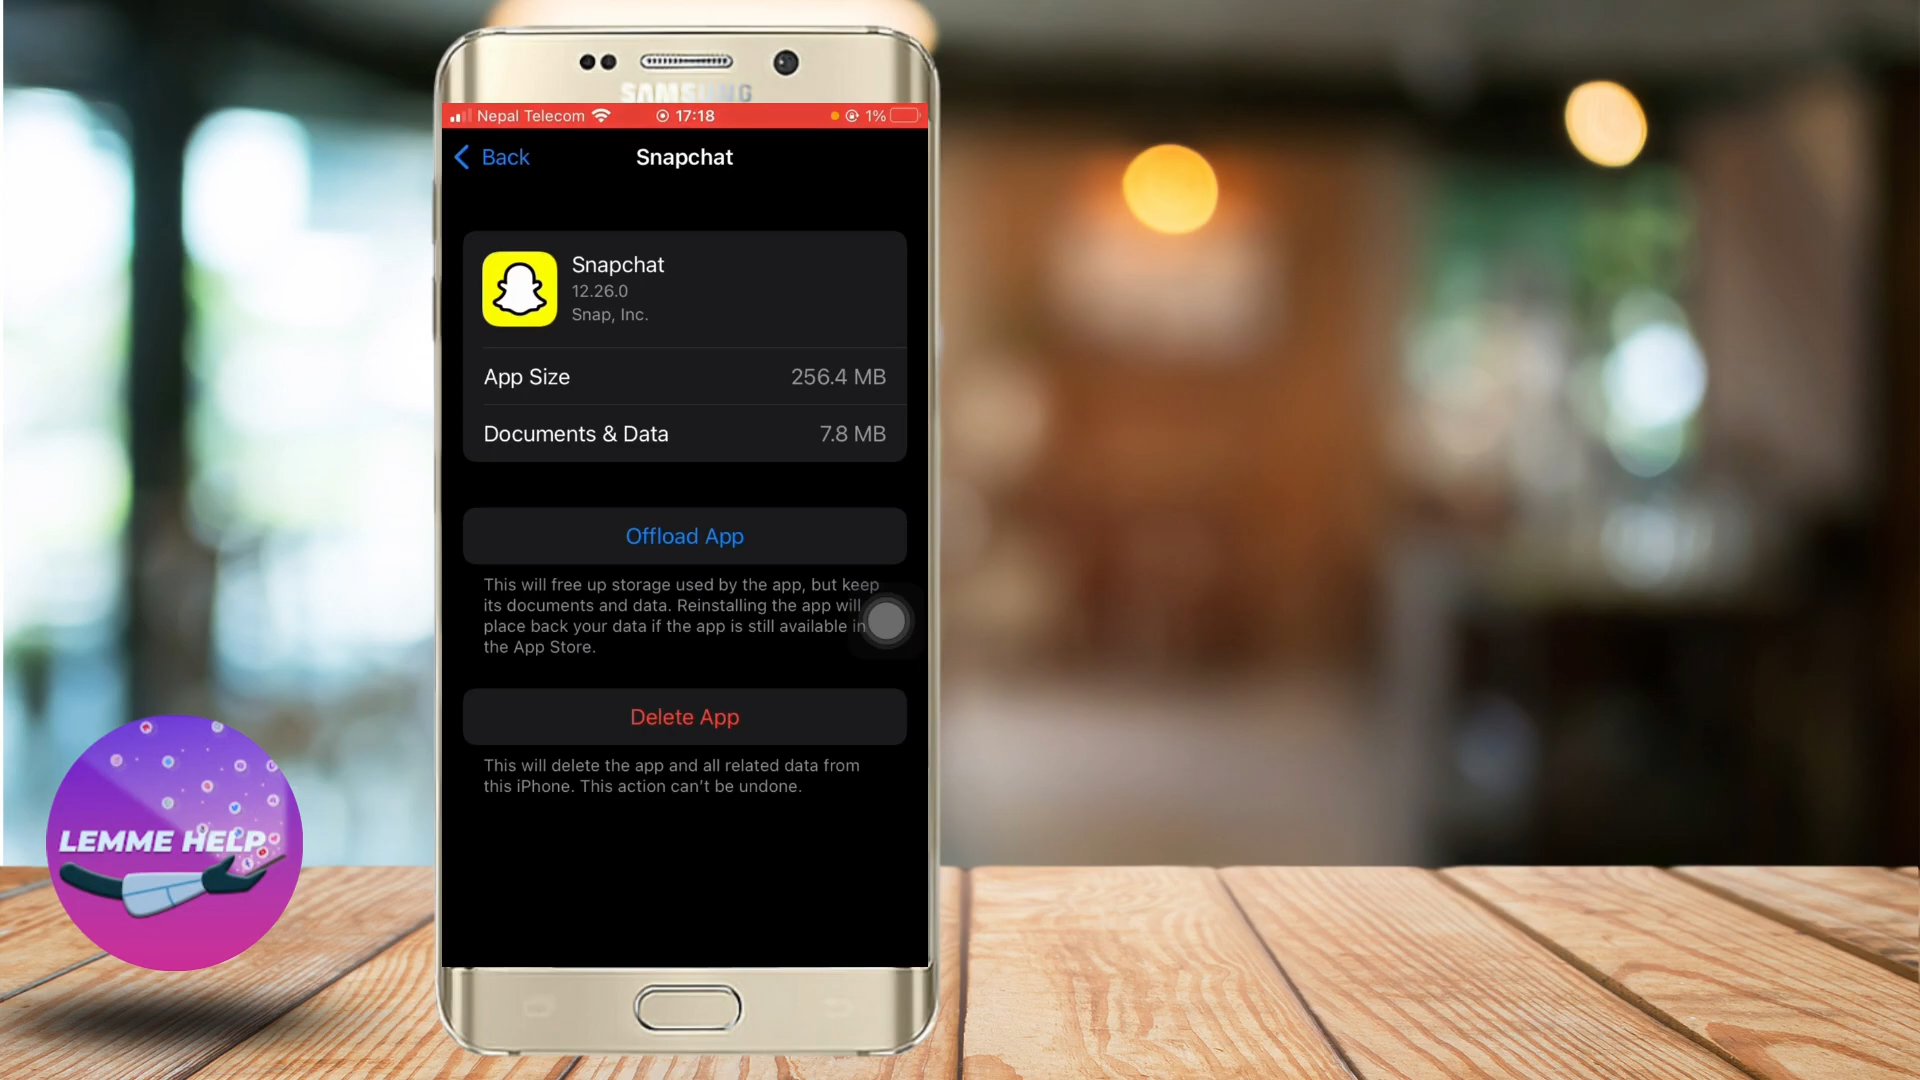 SAMSUNG
Nepal Telecom 17:18 1%
Back Snapchat
Snapchat
12.26.0
Snap, Inc.
App Size 256.4 MB
Documents & Data 7.8 MB
Offload App
This will free up storage used by the app, but keep
its documents and data. Reinstalling the app will
place back your data if the app is still available in
the App Store.
Delete App
This will delete the app and all related data from
this iPhone. This action can't be undone.
LEMME HELP